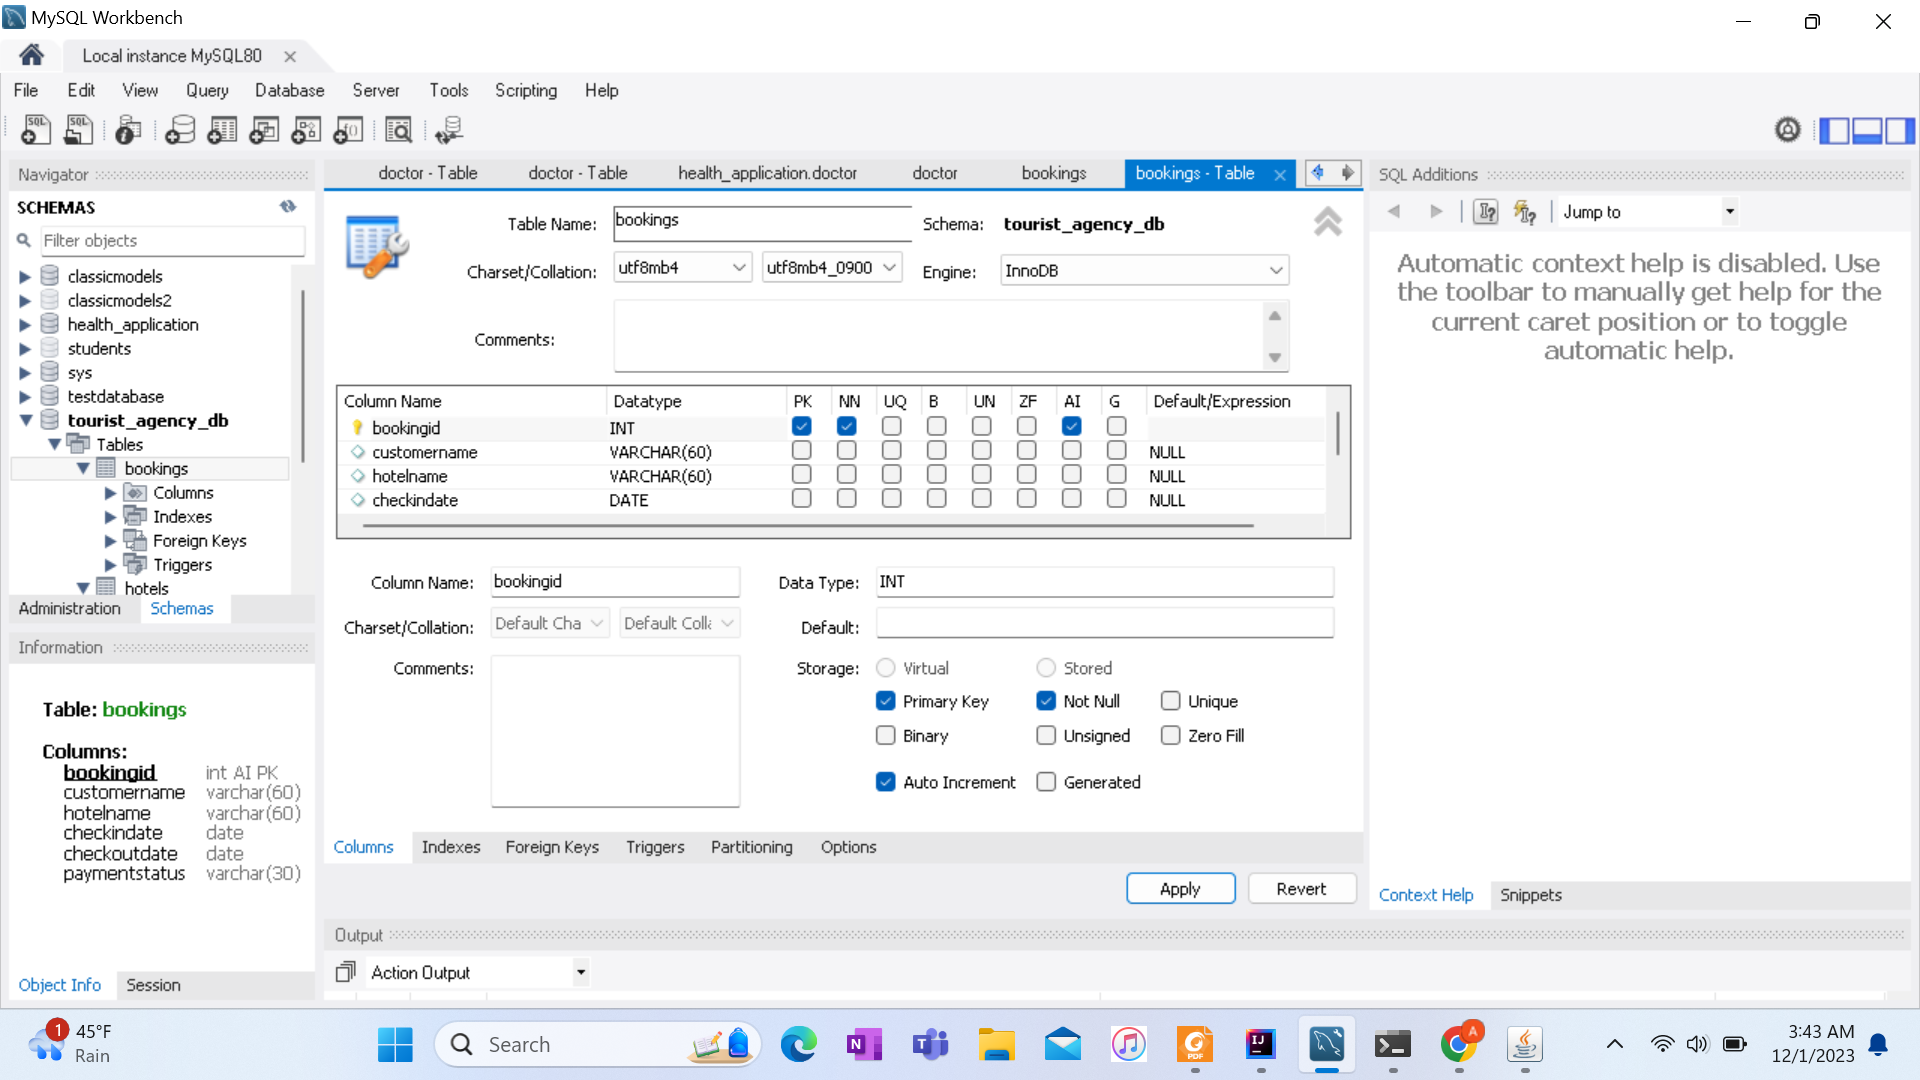 MySQL Workbench
Local instance MySQL80
File Edit View Query Database Server Tools Scripting Help
Navigator
SCHEMAS
Filter objects
classicmodels
classicmodels2
health_application
students
sys
testdatabase
tourist_agency_db
Tables
bookings
Columns
Indexes
Foreign Keys
Triggers
hotels
Administration Schemas
Information
Table: bookings
Columns:
bookingid int AI PK
customername varchar(60)
hotelname varchar(60)
checkindate date
checkoutdate date
paymentstatus varchar(30)
Object Info Session
doctor - Table doctor - Table health_application.doctor doctor bookings bookings - Table
Table Name: bookings Schema: tourist_agency_db
Charset/Collation: utf8mb4 utf8mb4_0900 Engine: InnoDB
Comments:
Column Name Datatype PK NN UQ B UN ZF AI G Default/Expression
bookingid INT
customername VARCHAR(60) NULL
hotelname VARCHAR(60) NULL
checkindate DATE NULL
Column Name: bookingid Data Type: INT
Charset/Collation: Default Cha Default Colla Default:
Comments: Storage: Virtual Stored
Primary Key Not Null Unique
Binary Unsigned Zero Fill
Auto Increment Generated
Columns Indexes Foreign Keys Triggers Partitioning Options
Apply Revert
Output
Action Output
SQL Additions
Jump to
Automatic context help is disabled. Use
the toolbar to manually get help for the
current caret position or to toggle
automatic help.
Context Help Snippets
1 45°F
Rain
Search
3:43 AM
12/1/2023